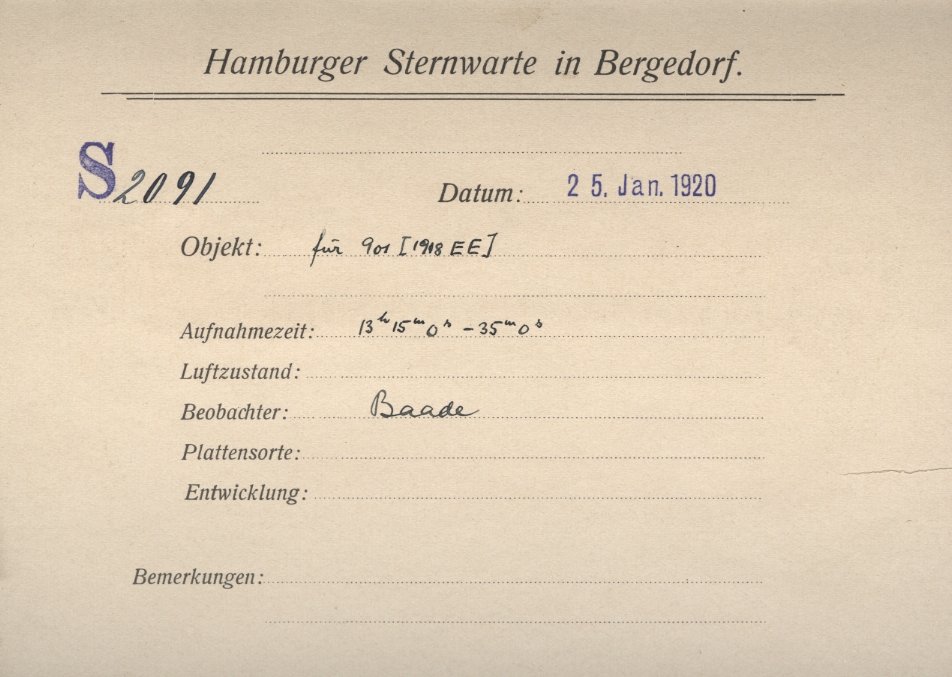 Hamburger Sternwarte in Bergedorf.
S 2091
Datum: 25. Jan. 1920
Objekt: für 901 [1918 EE]
Aufnahmezeit: 13h 15m 0s – 35m 0s
Luftzustand:
Beobachter: Baade
Plattensorte:
Entwicklung:
Bemerkungen: